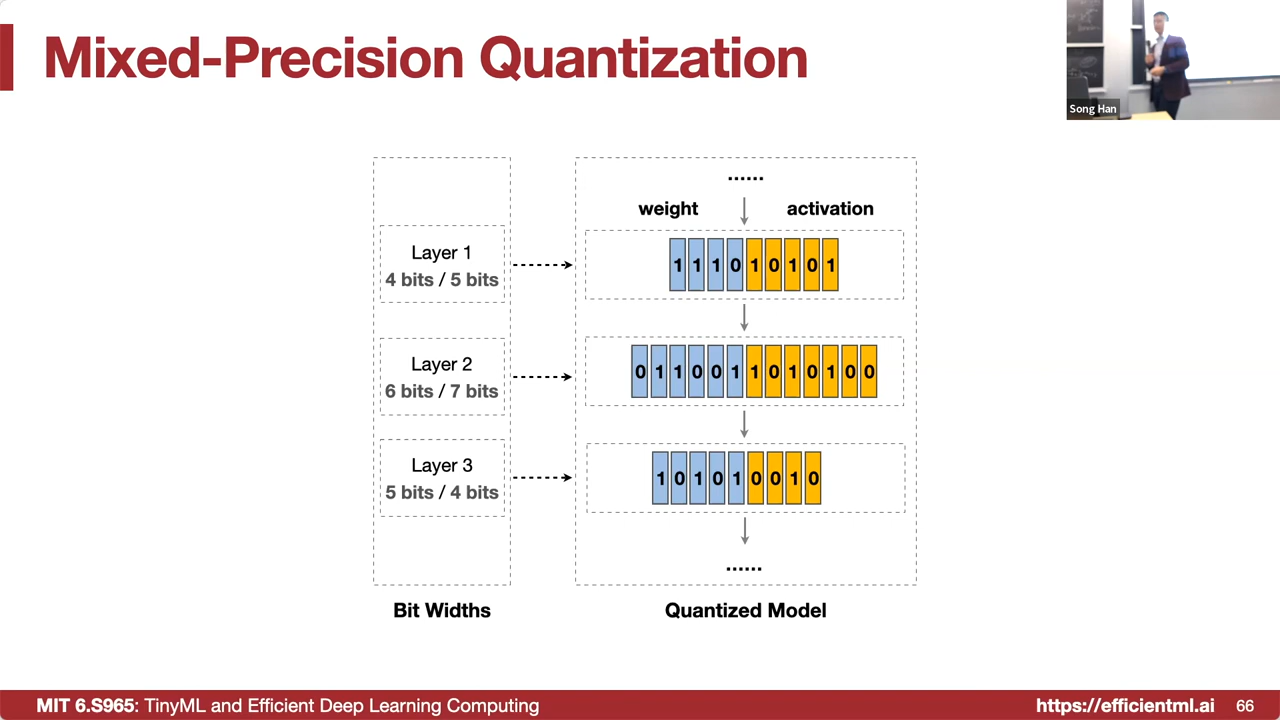 Mixed-Precision Quantization
Song Han
......
weight activation
Layer 1
4 bits / 5 bits
1 1 1 0 1 0 1 0 1
Layer 2
6 bits / 7 bits
0 1 1 0 0 1 1 0 1 0 1 0 0
Layer 3
5 bits / 4 bits
1 0 1 0 1 0 0 1 0
......
Bit Widths
Quantized Model
MIT 6.S965: TinyML and Efficient Deep Learning Computing
https://efficientml.ai
66